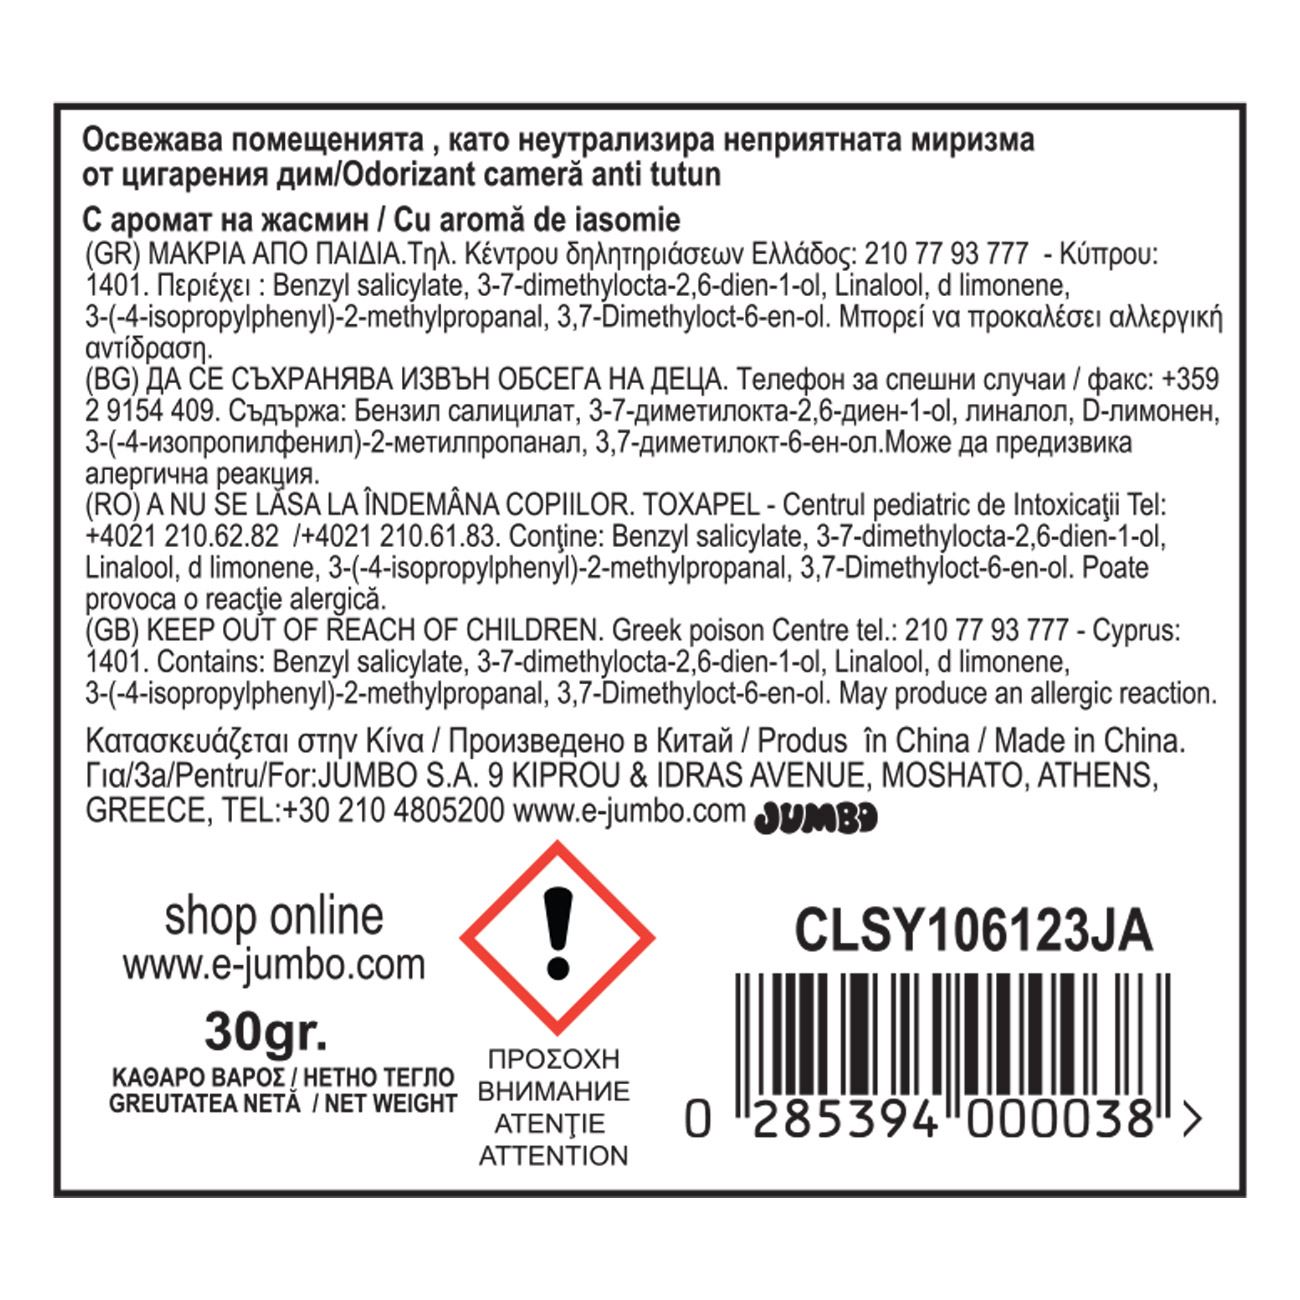 Освежава помещенията , като неутрализира неприятната миризма
от цигарения дим/Odorizant cameră anti tutun
С аромат на жасмин / Cu aromă de iasomie
(GR) ΜΑΚΡΙΑ ΑΠΟ ΠΑΙΔΙΑ.Τηλ. Κέντρου δηλητηριάσεων Ελλάδος: 210 77 93 777 - Κύπρου:
1401. Περιέχει : Benzyl salicylate, 3-7-dimethylocta-2,6-dien-1-ol, Linalool, d limonene,
3-(-4-isopropylphenyl)-2-methylpropanal, 3,7-Dimethyloct-6-en-ol. Μπορεί να προκαλέσει αλλεργική
αντίδραση.
(BG) ДА СЕ СЪХРАНЯВА ИЗВЪН ОБСЕГА НА ДЕЦА. Телефон за спешни случаи / факс: +359
2 9154 409. Съдържа: Бензил салицилат, 3-7-диметилокта-2,6-диен-1-ol, линалол, D-лимонен,
3-(-4-изопропилфенил)-2-метилпропанал, 3,7-диметилокт-6-ен-ол.Може да предизвика
алергична реакция.
(RO) A NU SE LĂSA LA ÎNDEMÂNA COPIILOR. TOXAPEL - Centrul pediatric de Intoxicaţii Tel:
+4021 210.62.82 /+4021 210.61.83. Conţine: Benzyl salicylate, 3-7-dimethylocta-2,6-dien-1-ol,
Linalool, d limonene, 3-(-4-isopropylphenyl)-2-methylpropanal, 3,7-Dimethyloct-6-en-ol. Poate
provoca o reacţie alergică.
(GB) KEEP OUT OF REACH OF CHILDREN. Greek poison Centre tel.: 210 77 93 777 - Cyprus:
1401. Contains: Benzyl salicylate, 3-7-dimethylocta-2,6-dien-1-ol, Linalool, d limonene,
3-(-4-isopropylphenyl)-2-methylpropanal, 3,7-Dimethyloct-6-en-ol. May produce an allergic reaction.
Κατασκευάζεται στην Κίνα / Произведено в Китай / Produs în China / Made in China.
Για/За/Pentru/For:JUMBO S.A. 9 KIPROU & IDRAS AVENUE, MOSHATO, ATHENS,
GREECE, TEL:+30 210 4805200 www.e-jumbo.com JUMBO
shop online
www.e-jumbo.com
30gr.
ΚΑΘΑΡΟ ΒΑΡΟΣ / НЕТНО ТЕГЛО
GREUTATEA NETĂ / NET WEIGHT
ΠΡΟΣΟΧΗ
ВНИМАНИЕ
ATENŢIE
ATTENTION
CLSY106123JA
0 285394 000038 >